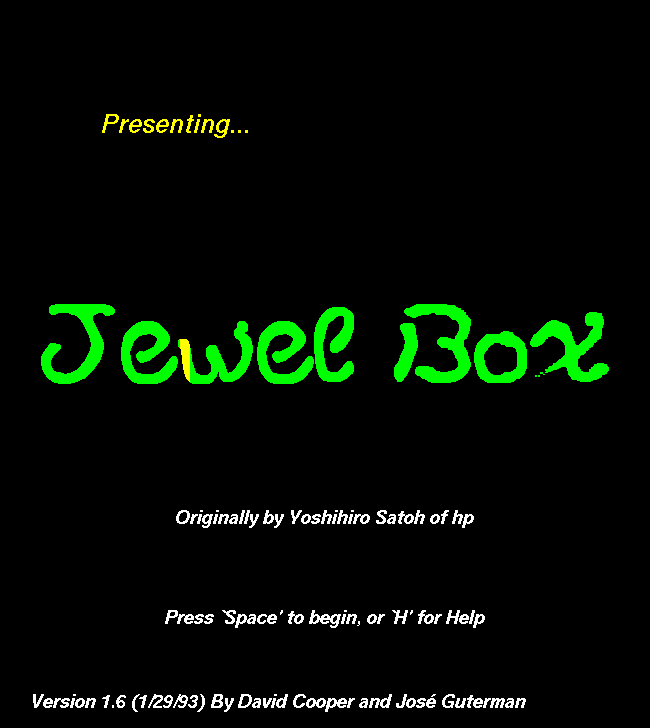 Presenting...
Jewel Box
Originally by Yoshihiro Satoh of hp
Press `Space' to begin, or `H' for Help
Version 1.6 (1/29/93) By David Cooper and José Guterman